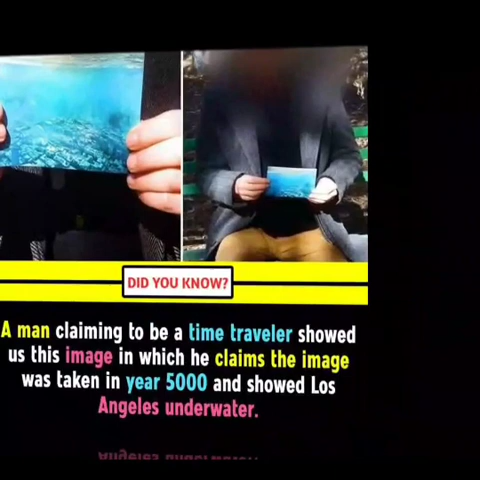 DID YOU KNOW?
A man claiming to be a time traveler showed
us this image in which he claims the image
was taken in year 5000 and showed Los
Angeles underwater.